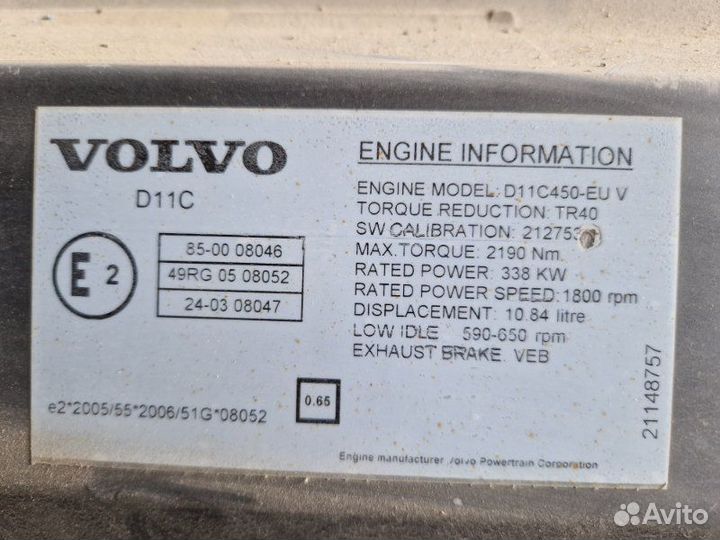 VOLVO
D11C
E2
85-00 08046
49RG 05 08052
24-03 08047
e2*2005/55*2006/51G*08052
0.65
ENGINE INFORMATION
ENGINE MODEL: D11C450-EU V
TORQUE REDUCTION: TR40
SW CALIBRATION:
MAX.TORQUE: 2190 Nm
RATED POWER: 338 KW
RATED POWER SPEED: 1800 rpm
DISPLACEMENT: 10.84 litre
LOW IDLE 590-650 rpm
EXHAUST BRAKE: VEB
Engine manufacturer Volvo Powertrain Corporation
21148757
Avito